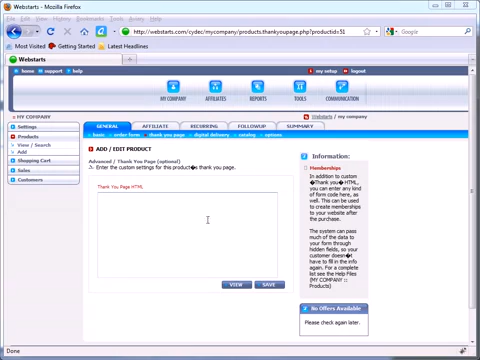 Webstarts - Mozilla Firefox
File Edit View History Bookmarks Tools Avery Help
http://www.webstarts.com/cydec/mycompany/products.thankyoupage.php?productid=51
Google
Most Visited Getting Started Latest Headlines
Webstarts
home support help
my setup logout
MY COMPANY AFFILIATES REPORTS TOOLS COMMUNICATION
MY COMPANY
Webstarts / my company
Settings
Products
View / Search
Add
Shopping Cart
Sales
Customers
GENERAL AFFILIATE RECURRING FOLLOWUP SUMMARY
basic order form thank you page digital delivery catalog options
ADD / EDIT PRODUCT
Advanced / Thank You Page (optional)
Enter the custom settings for this product�s thank you page.
Thank You Page HTML
VIEW SAVE
Information:
Memberships
In addition to custom
�Thank you� HTML,
you can enter any kind
of form code here, as
well. This can be used
to create memberships
to your website after
the purchase.
The system can pass
much of the data to
your form through
hidden fields, so your
customer doesn�t
have to fill in the info
again. For a complete
list see the Help Files
(MY COMPANY ::
Products)
No Offers Available
Please check again later.
Done